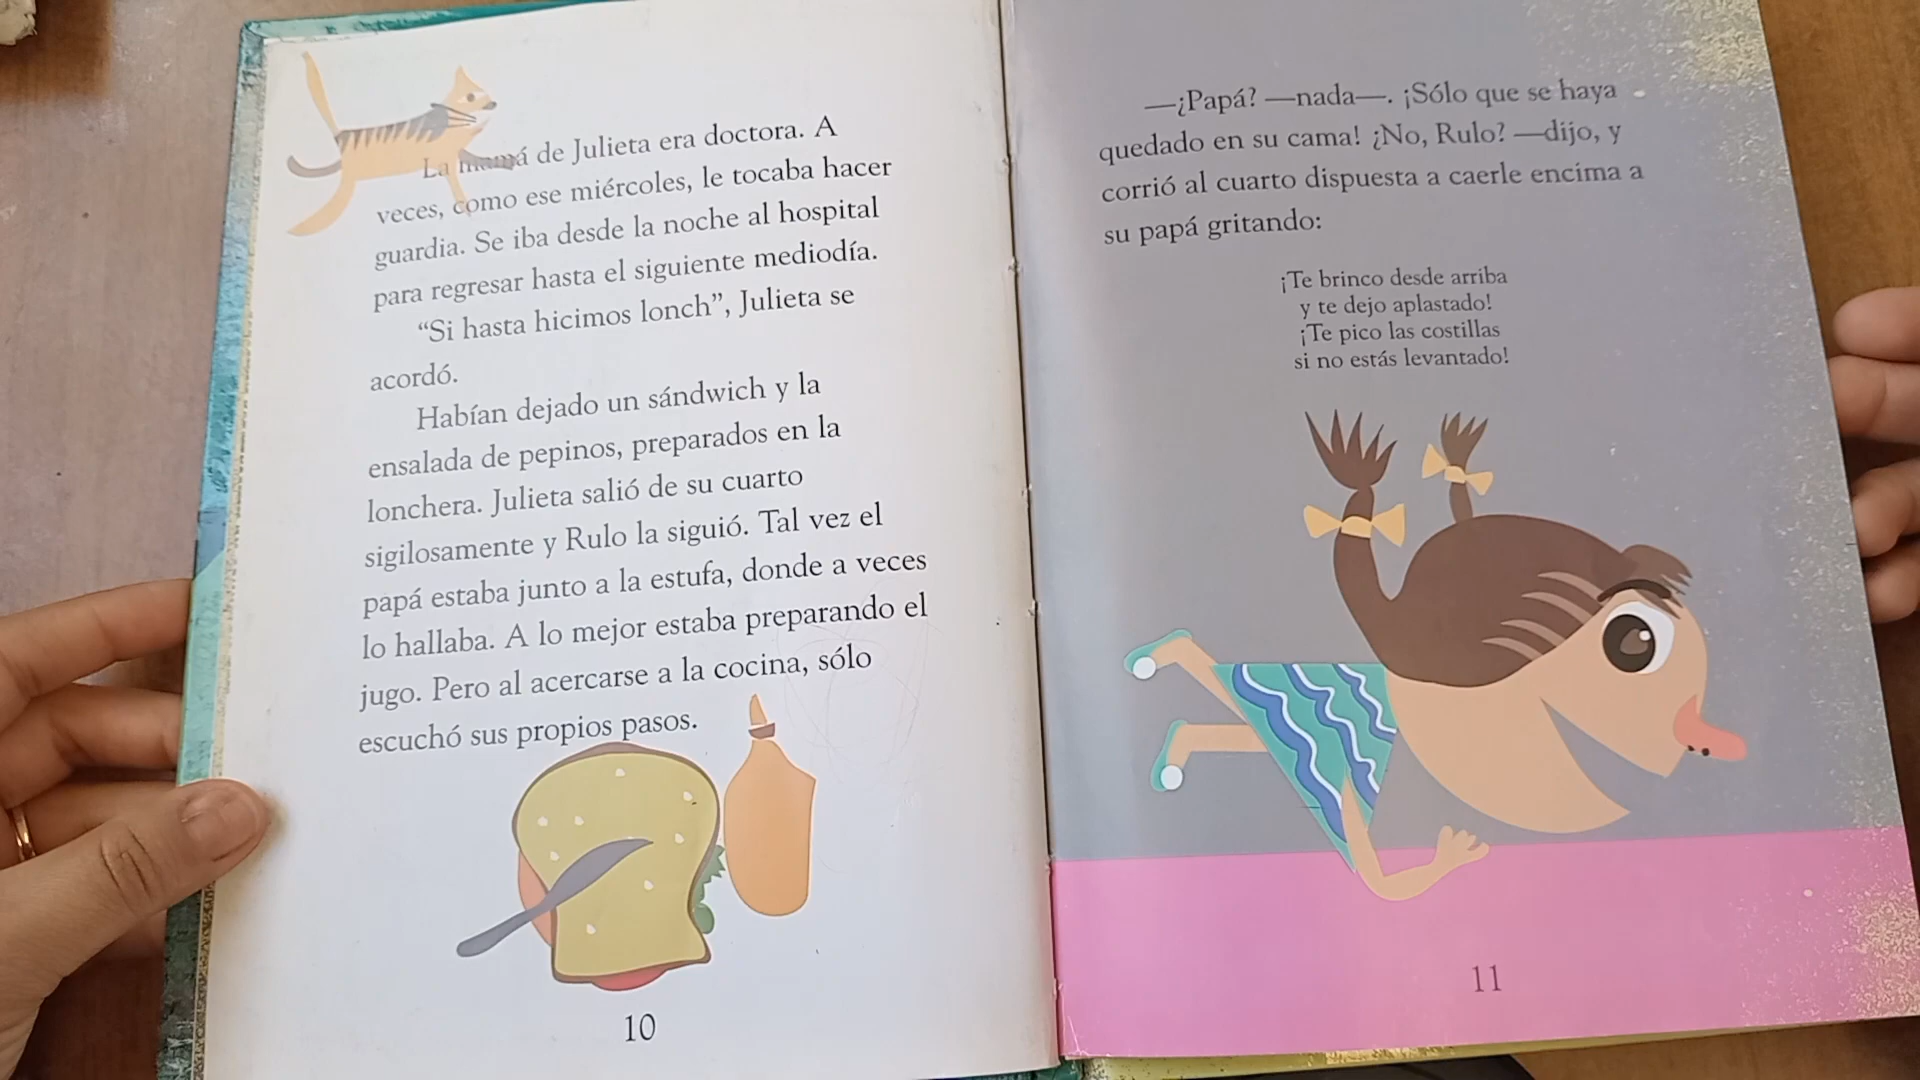 La mamá de Julieta era doctora. A
veces, como ese miércoles, le tocaba hacer
guardia. Se iba desde la noche al hospital
para regresar hasta el siguiente mediodía.
“Si hasta hicimos lonch”, Julieta se
acordó.
Habían dejado un sándwich y la
ensalada de pepinos, preparados en la
lonchera. Julieta salió de su cuarto
sigilosamente y Rulo la siguió. Tal vez el
papá estaba junto a la estufa, donde a veces
lo hallaba. A lo mejor estaba preparando el
jugo. Pero al acercarse a la cocina, sólo
escuchó sus propios pasos.
10
—¿Papá? —nada—. ¡Sólo que se haya
quedado en su cama! ¿No, Rulo? —dijo, y
corrió al cuarto dispuesta a caerle encima a
su papá gritando:
¡Te brinco desde arriba
y te dejo aplastado!
¡Te pico las costillas
si no estás levantado!
11